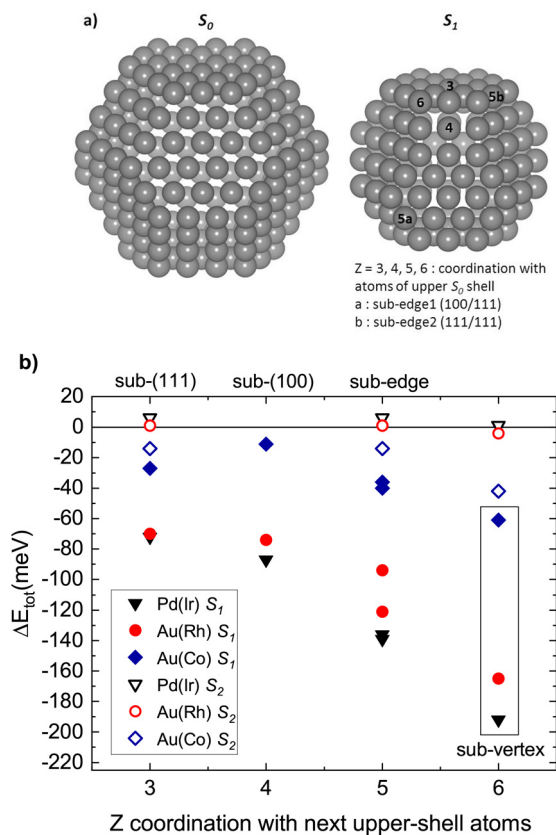 a)
S₀
S₁
3
6
5b
4
5a
Z = 3, 4, 5, 6 : coordination with
atoms of upper S₀ shell
a : sub-edge1 (100/111)
b : sub-edge2 (111/111)
b)
sub-(111) sub-(100) sub-edge
20
0
-20
-40
-60
-80
-100
-120
-140
-160
-180
-200
-220
ΔE_tot(meV)
Pd(Ir) S₁
Au(Rh) S₁
Au(Co) S₁
Pd(Ir) S₂
Au(Rh) S₂
Au(Co) S₂
sub-vertex
3 4 5 6
Z coordination with next upper-shell atoms